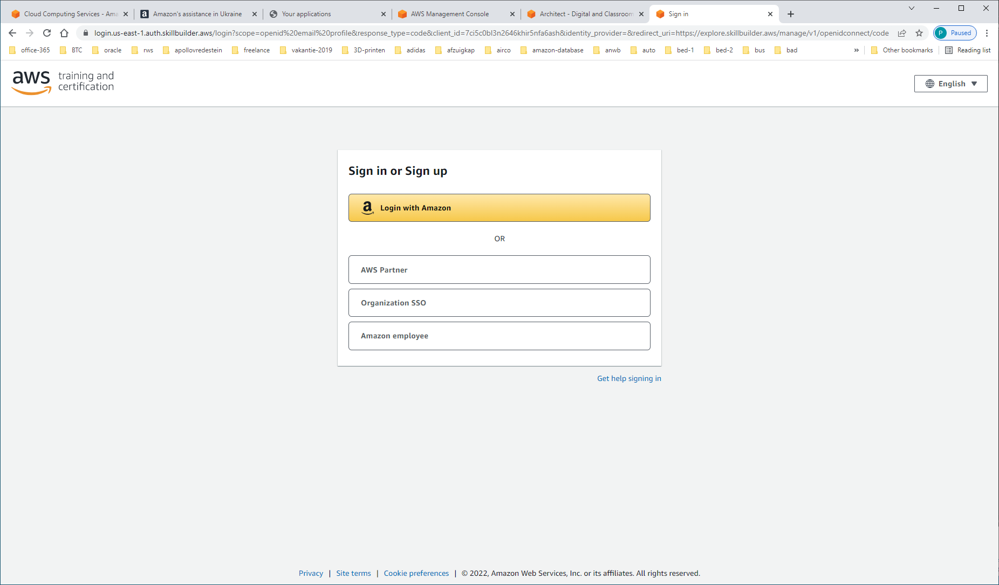 Cloud Computing Services - Ama
Amazon's assistance in Ukraine
Your applications
AWS Management Console
Architect - Digital and Classroom
Sign in
login.us-east-1.auth.skillbuilder.aws/login?scope=openid%20email%20profile&response_type=code&client_id=7ci5c0bl3n2646khir5nfa6ash&identity_provider=&redirect_uri=https://explore.skillbuilder.aws/manage/v1/openidconnect/code
P Paused
office-365
BTC
oracle
rws
apollovredestein
freelance
vakantie-2019
3D-printen
adidas
afzuigkap
airco
amazon-database
anwb
auto
bed-1
bed-2
bus
bad
»
Other bookmarks
Reading list
aws
training and
certification
English
Sign in or Sign up
a Login with Amazon
OR
AWS Partner
Organization SSO
Amazon employee
Get help signing in
Privacy | Site terms | Cookie preferences | © 2022, Amazon Web Services, Inc. or its affiliates. All rights reserved.